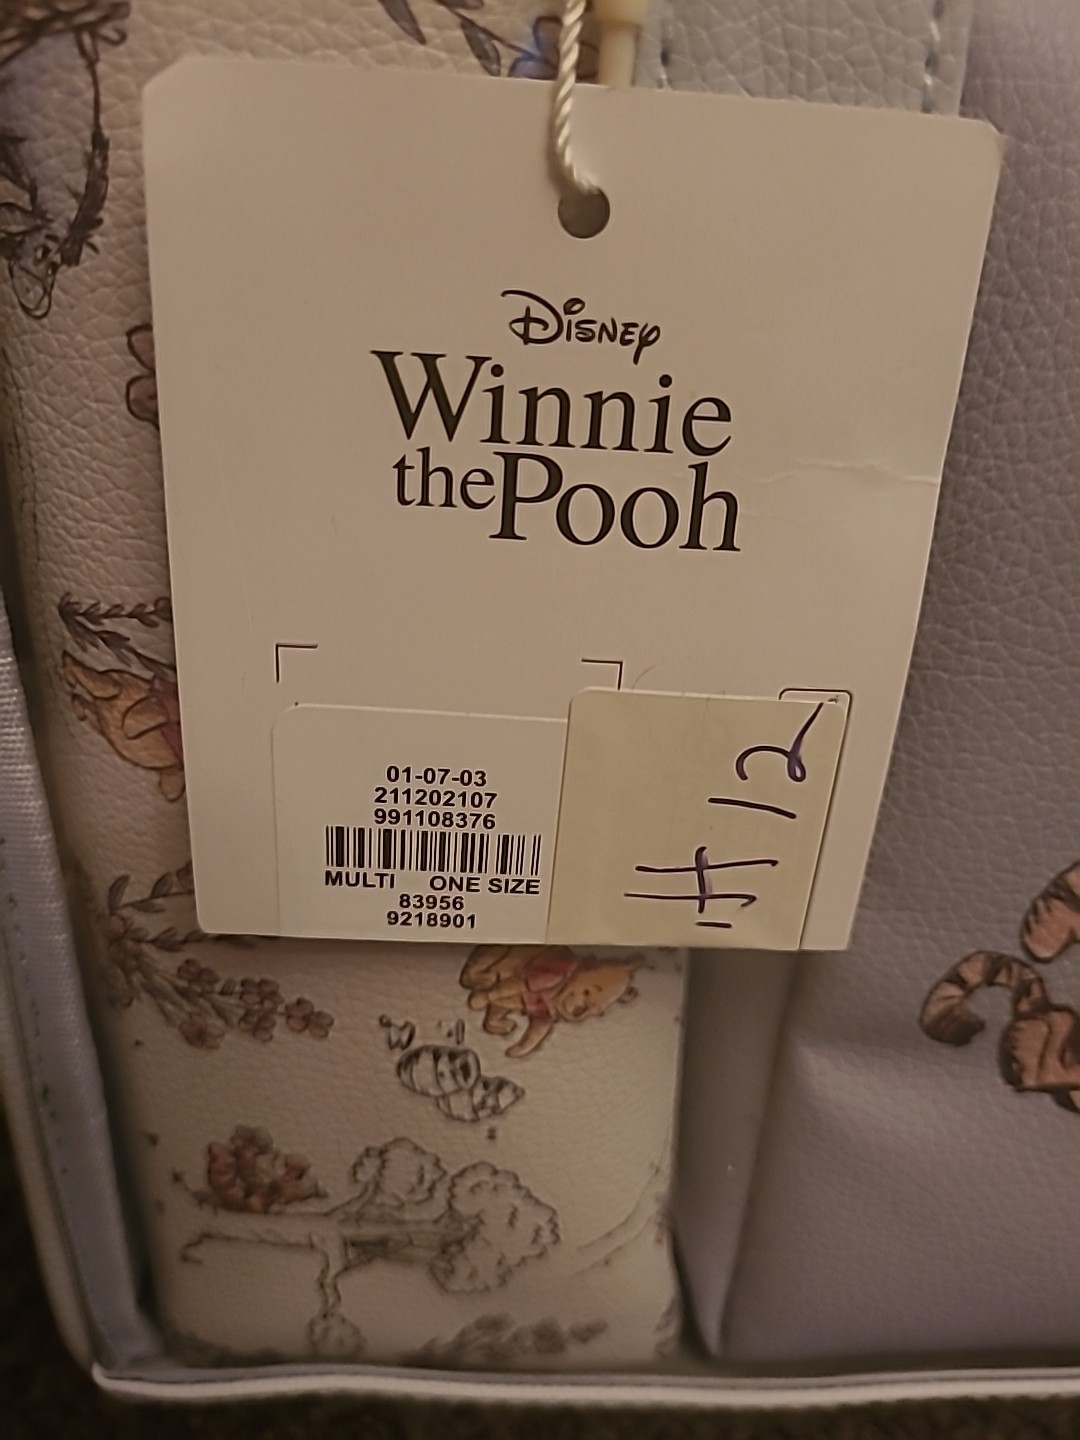 Disney
Winnie
the Pooh
01-07-03
211202107
991108376
MULTI ONE SIZE
83956
9218901
# 12